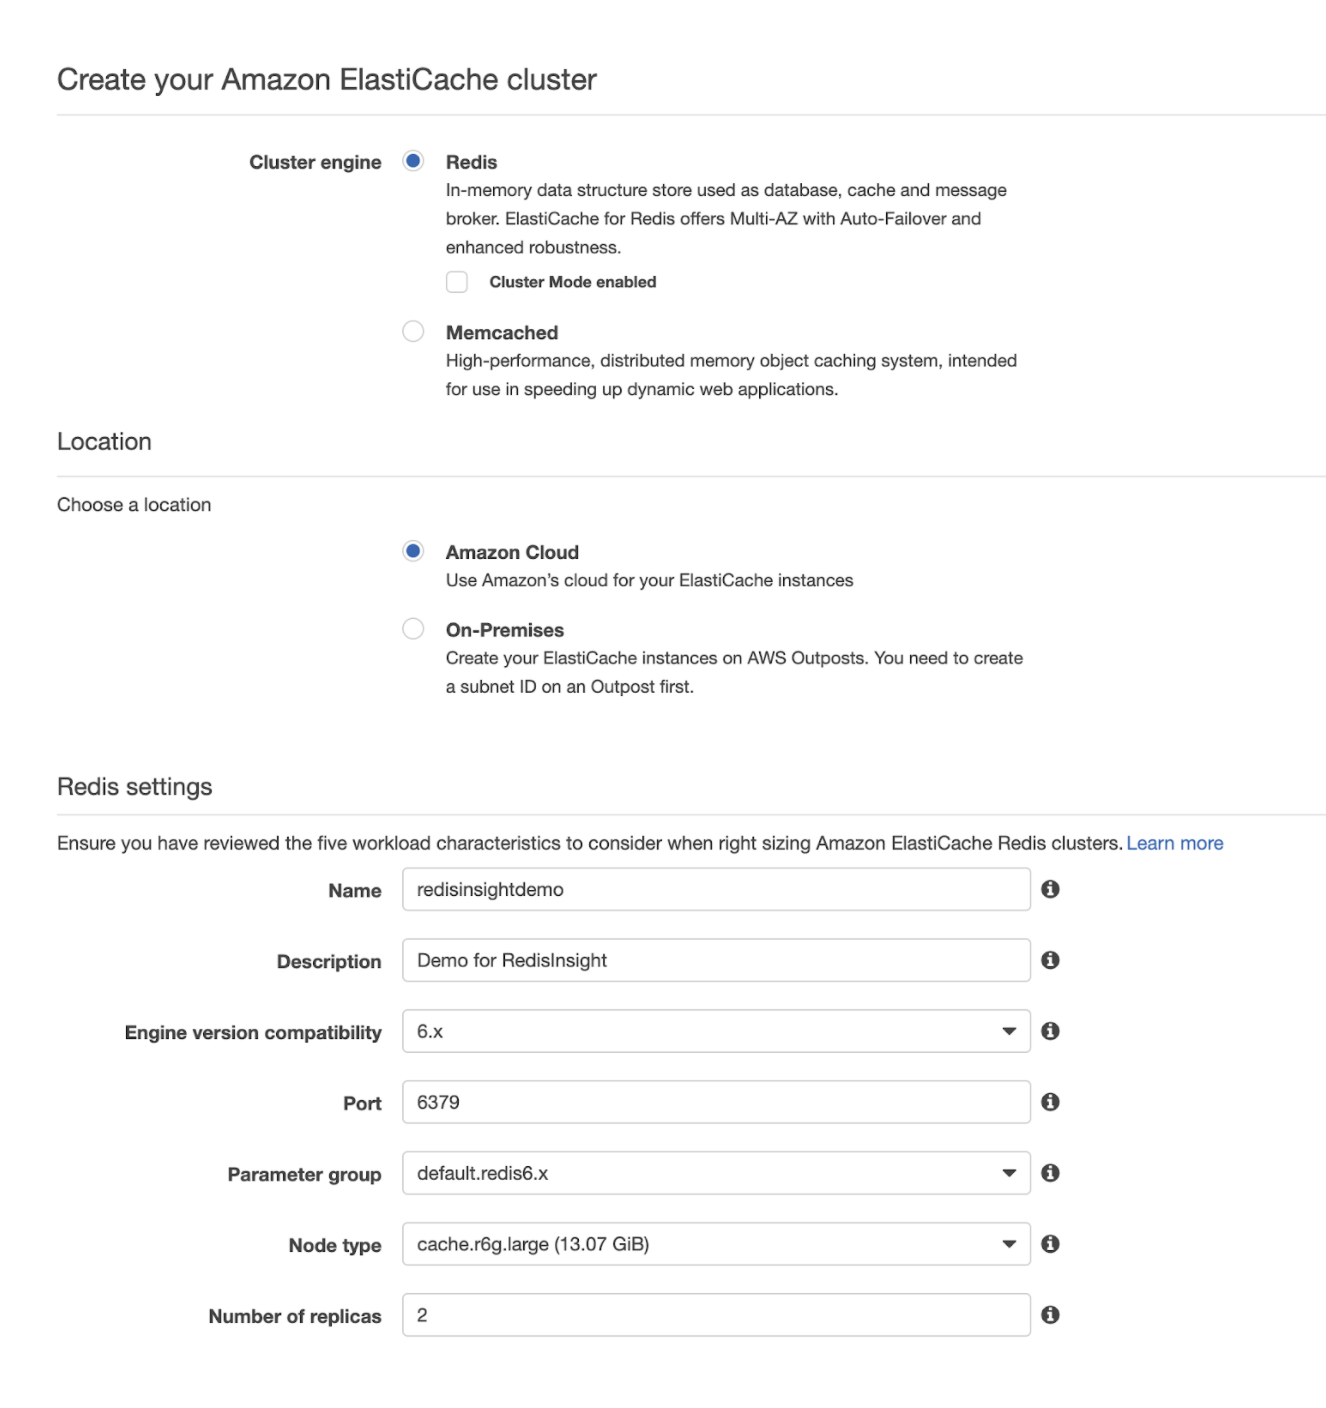 Create your Amazon ElastiCache cluster
Cluster engine
Redis
In-memory data structure store used as database, cache and message
broker. ElastiCache for Redis offers Multi-AZ with Auto-Failover and
enhanced robustness.
Cluster Mode enabled
Memcached
High-performance, distributed memory object caching system, intended
for use in speeding up dynamic web applications.
Location
Choose a location
Amazon Cloud
Use Amazon's cloud for your ElastiCache instances
On-Premises
Create your ElastiCache instances on AWS Outposts. You need to create
a subnet ID on an Outpost first.
Redis settings
Ensure you have reviewed the five workload characteristics to consider when right sizing Amazon ElastiCache Redis clusters. Learn more
Name redisinsightdemo
Description Demo for RedisInsight
Engine version compatibility 6.x
Port 6379
Parameter group default.redis6.x
Node type cache.r6g.large (13.07 GiB)
Number of replicas 2